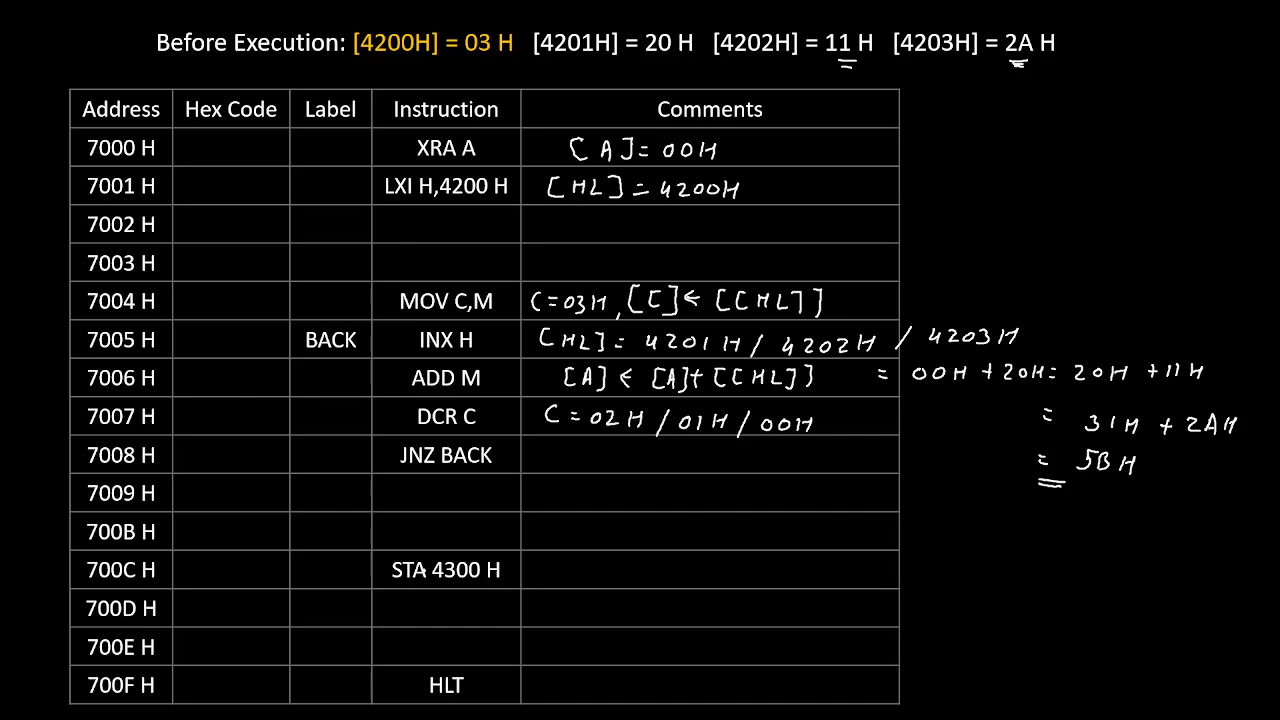 Before Execution: [4200H] = 03 H [4201H] = 20 H [4202H] = 11 H [4203H] = 2A H
Address Hex Code Label Instruction Comments
7000 H XRA A [A] = 00H
7001 H LXI H,4200 H [HL] = 4200H
7002 H
7003 H
7004 H MOV C,M C=03H, [C] ← [[HL]]
7005 H BACK INX H [HL] = 4201H / 4202H / 4203H
7006 H ADD M [A] ← [A]+[[HL]] = 00H + 20H = 20H + 11H
7007 H DCR C C = 02H / 01H / 00H = 31H + 2AH
7008 H JNZ BACK = 5BH
7009 H
700B H
700C H STA 4300 H
700D H
700E H
700F H HLT